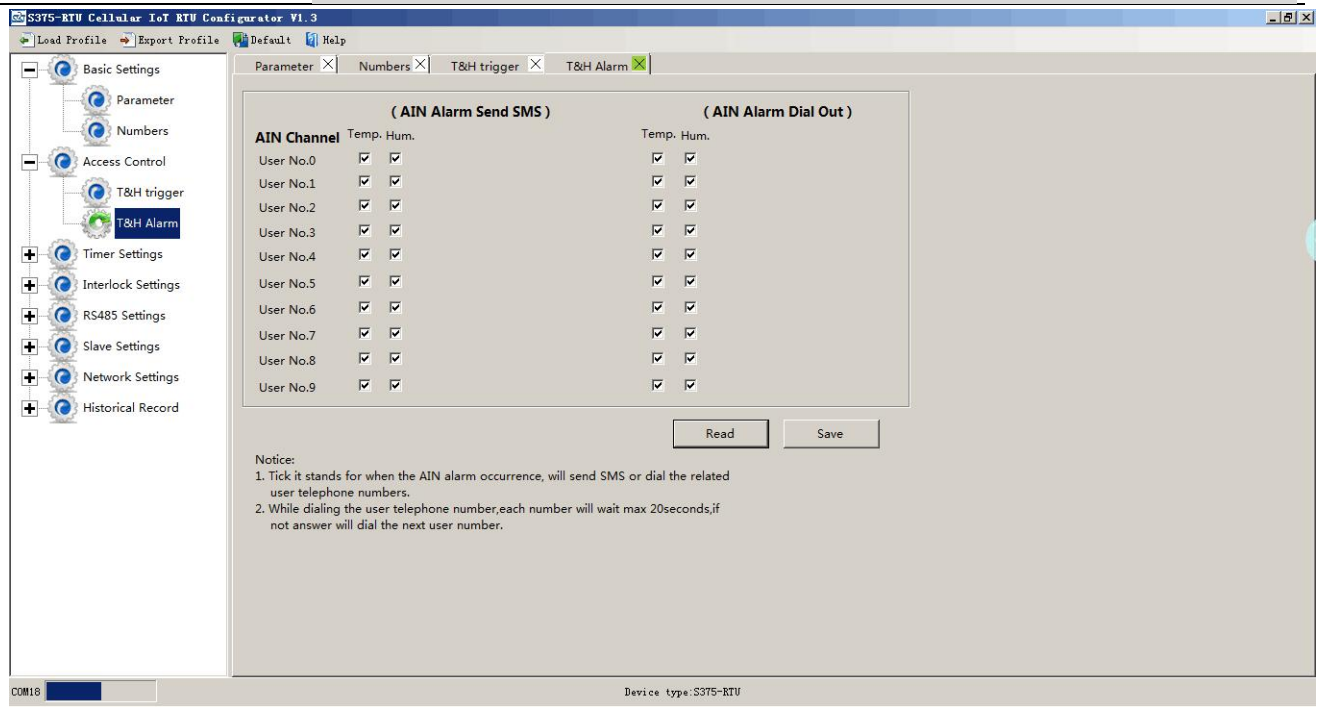 S375-RTU Cellular IoT RTU Configurator V1.3
Load Profile Export Profile Default Help
Basic Settings
Parameter
Numbers
Access Control
T&H trigger
T&H Alarm
Timer Settings
Interlock Settings
RS485 Settings
Slave Settings
Network Settings
Historical Record
Parameter Numbers T&H trigger T&H Alarm
( AIN Alarm Send SMS ) ( AIN Alarm Dial Out )
AIN Channel Temp. Hum. Temp. Hum.
User No.0
User No.1
User No.2
User No.3
User No.4
User No.5
User No.6
User No.7
User No.8
User No.9
Read Save
Notice:
1. Tick it stands for when the AIN alarm occurrence, will send SMS or dial the related
user telephone numbers.
2. While dialing the user telephone number,each number will wait max 20seconds,if
not answer will dial the next user number.
COM18 Device type:S375-RTU